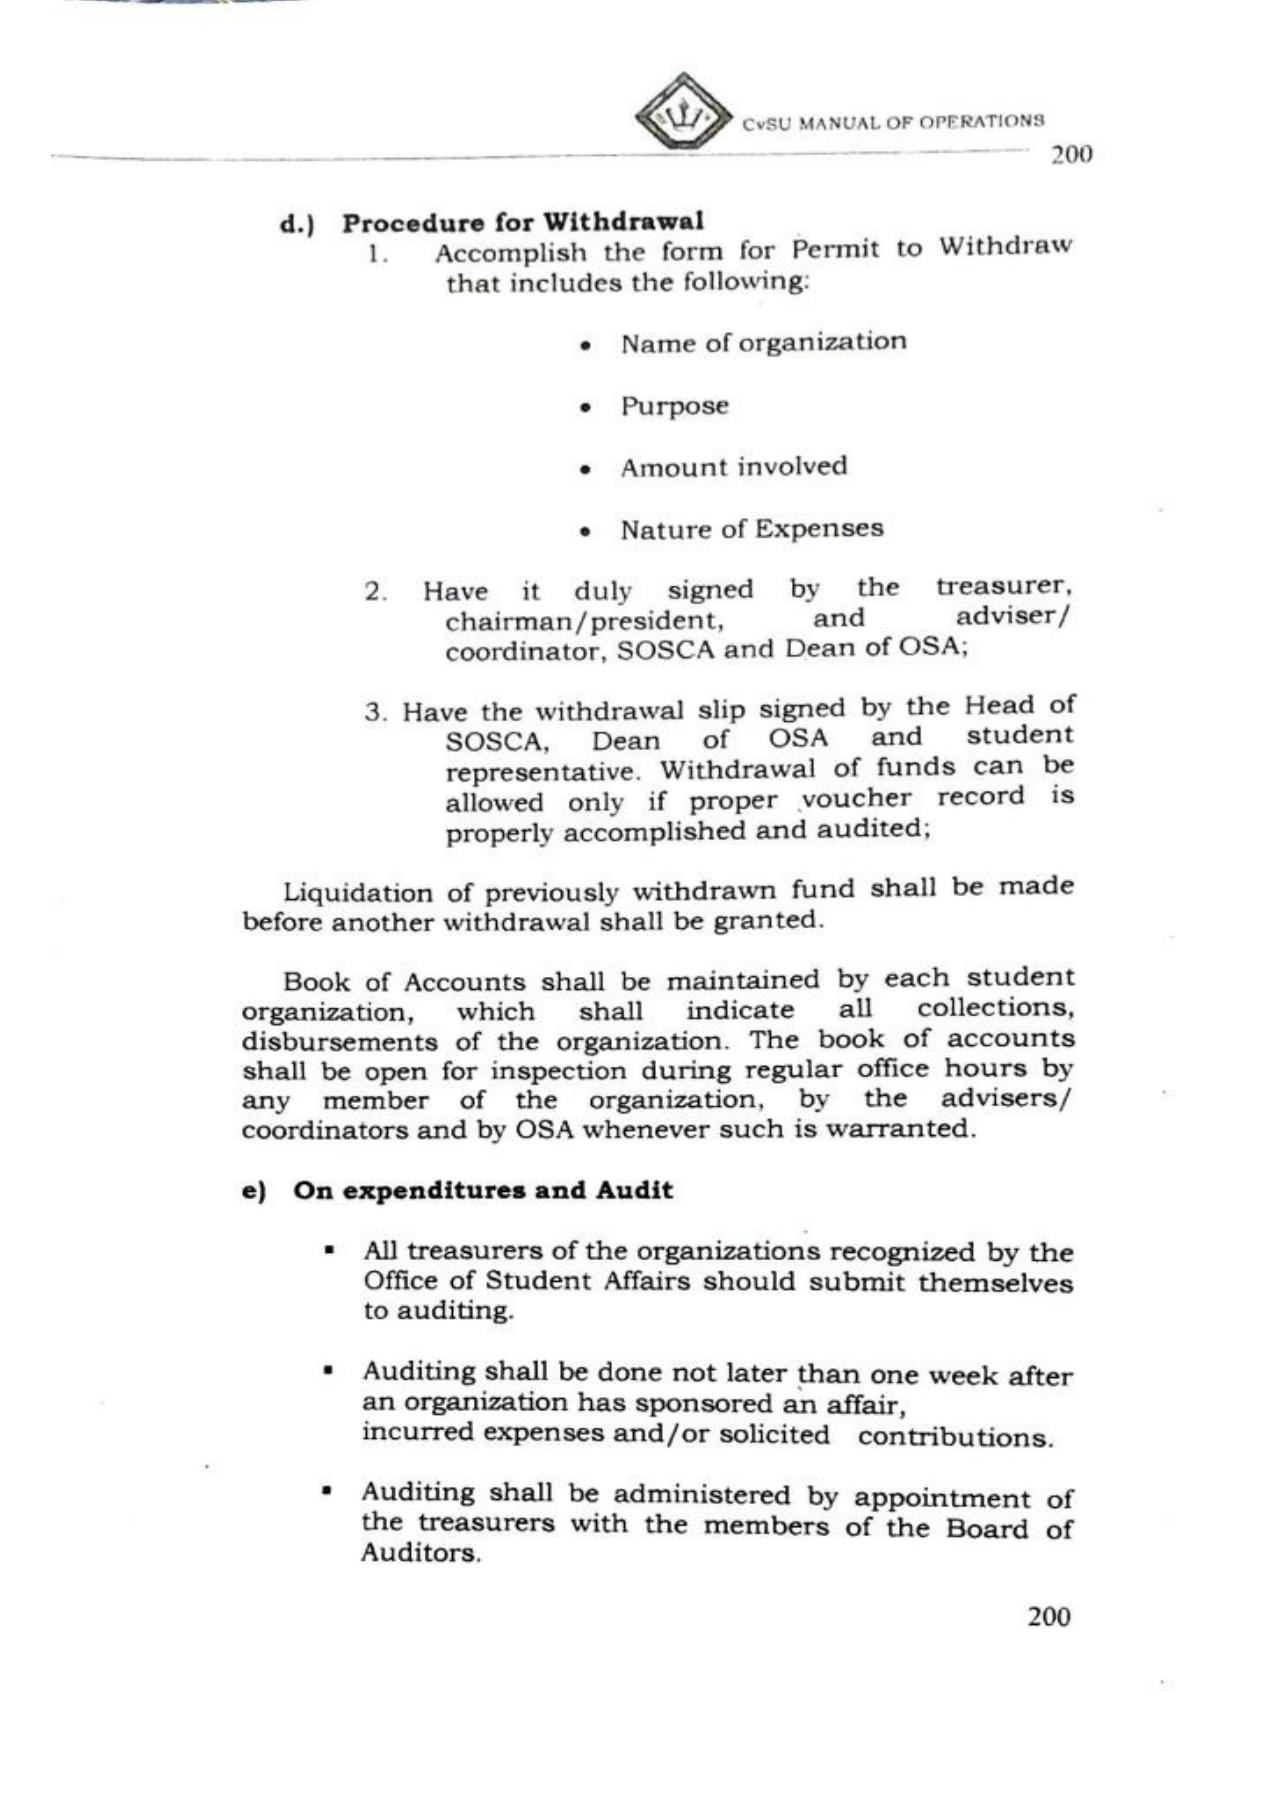 CvSU MANUAL OF OPERATIONS
200
d.) Procedure for Withdrawal
1. Accomplish the form for Permit to Withdraw
that includes the following:
• Name of organization
• Purpose
• Amount involved
• Nature of Expenses
2. Have it duly signed by the treasurer,
chairman/president, and adviser/
coordinator, SOSCA and Dean of OSA;
3. Have the withdrawal slip signed by the Head of
SOSCA, Dean of OSA and student
representative. Withdrawal of funds can be
allowed only if proper voucher record is
properly accomplished and audited;
Liquidation of previously withdrawn fund shall be made
before another withdrawal shall be granted.
Book of Accounts shall be maintained by each student
organization, which shall indicate all collections,
disbursements of the organization. The book of accounts
shall be open for inspection during regular office hours by
any member of the organization, by the advisers/
coordinators and by OSA whenever such is warranted.
e) On expenditures and Audit
▪ All treasurers of the organizations recognized by the
Office of Student Affairs should submit themselves
to auditing.
▪ Auditing shall be done not later than one week after
an organization has sponsored an affair,
incurred expenses and/or solicited contributions.
▪ Auditing shall be administered by appointment of
the treasurers with the members of the Board of
Auditors.
200